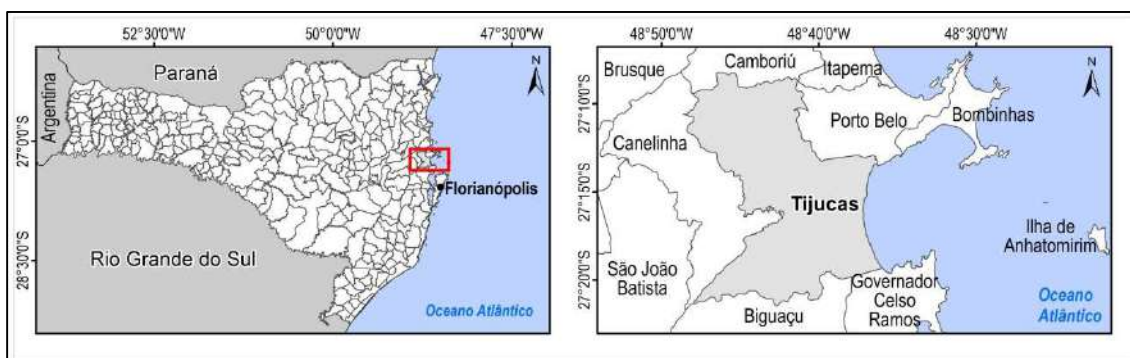 52°30'0"W
50°00'0"W
47°30'0"W
Paraná
N
Argentina
27°0'0"S
Florianópolis
Rio Grande do Sul
28°30'0"S
Oceano Atlântico
48°50'0"W
48°40'0"W
48°30'0"W
Brusque
Camboriú
Itapema
N
27°10'0"S
Porto Belo
Bombinhas
Canelinha
27°15'0"S
Tijucas
Ilha de
Anhatomirim
São João
Batista
27°20'0"S
Governador
Celso
Ramos
Biguaçu
Oceano
Atlântico